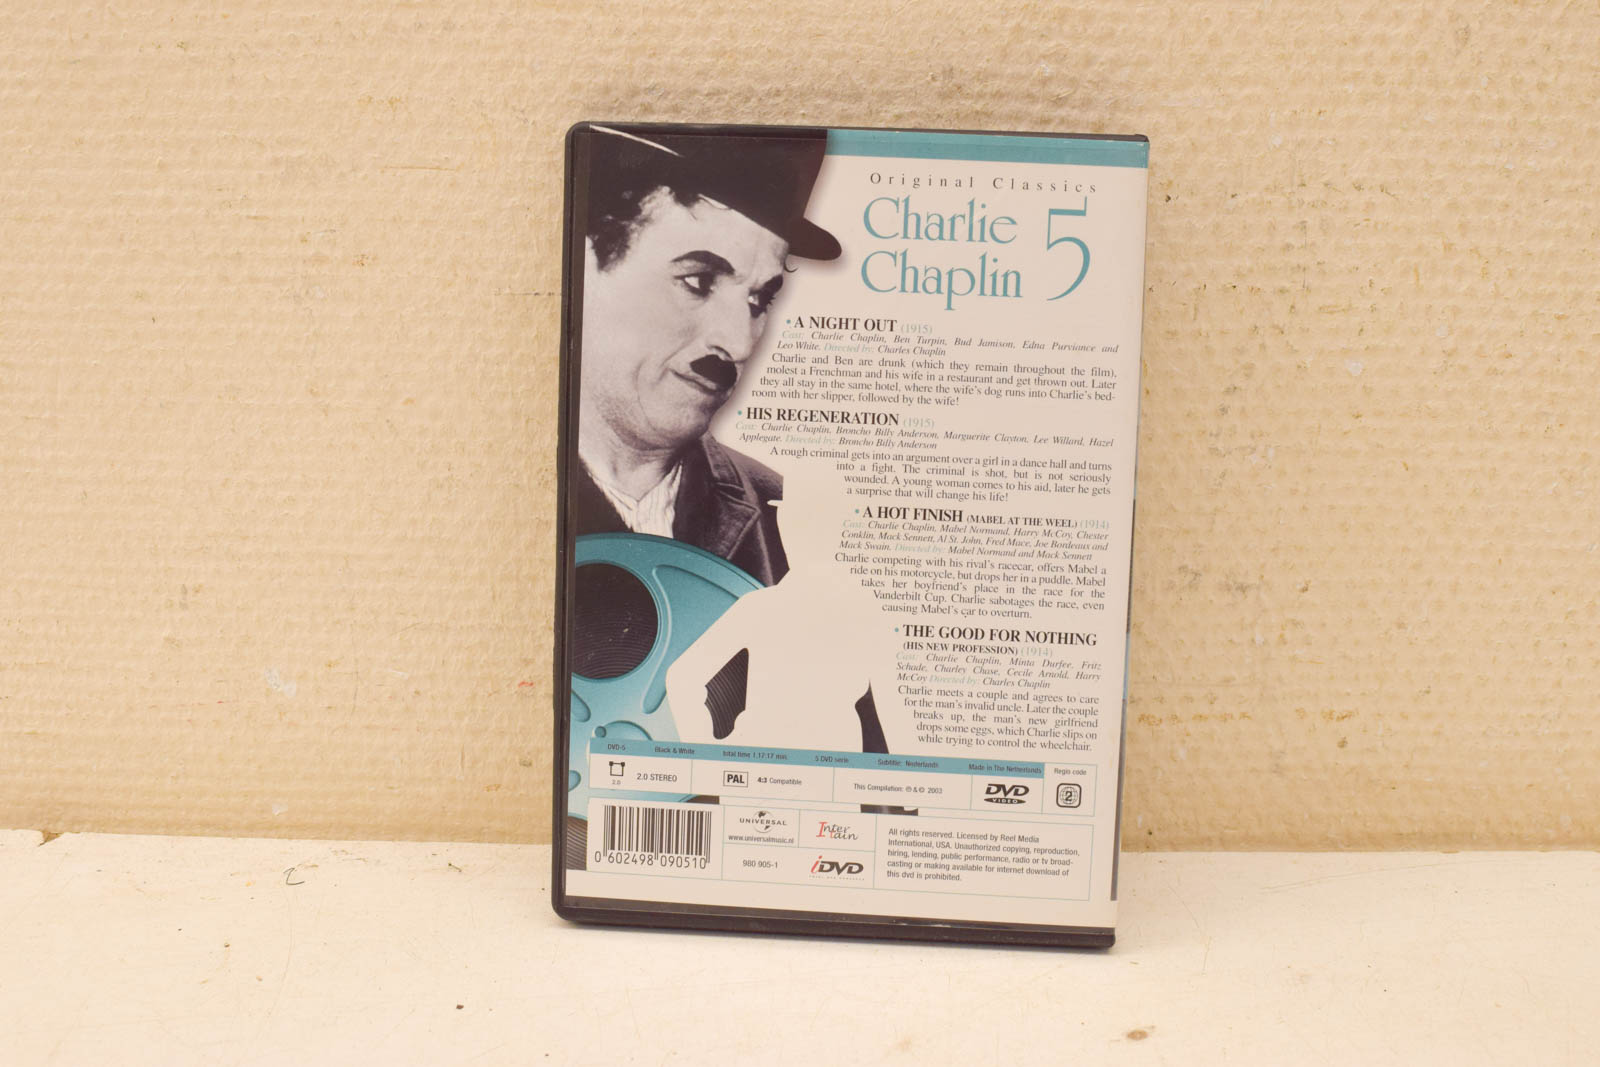 Original Classics
Charlie 5
Chaplin
• A NIGHT OUT (1915)
Cast: Charlie Chaplin, Ben Turpin, Bud Jamison, Edna Purviance and
Leo White. Directed by: Charles Chaplin
Charlie and Ben are drunk (which they remain throughout the film),
molest a Frenchman and his wife in a restaurant and get thrown out. Later
they all stay in the same hotel, where the wife's dog runs into Charlie's bed-
room with her slipper, followed by the wife!
• HIS REGENERATION (1915)
Cast: Charlie Chaplin, Broncho Billy Anderson, Marguerite Clayton, Lee Willard, Hazel
Applegate. Directed by: Broncho Billy Anderson
A rough criminal gets into an argument over a girl in a dance hall and turns
into a fight. The criminal is shot, but is not seriously
wounded. A young woman comes to his aid, later he gets
a surprise that will change his life!
• A HOT FINISH (MABEL AT THE WEEL) (1914)
Cast: Charlie Chaplin, Mabel Normand, Harry McCoy, Chester
Conklin, Mack Sennett, Al St. John, Fred Mace, Joe Bordeaux and
Mack Swain. Directed by: Mabel Normand and Mack Sennett
Charlie competing with his rival's racecar, offers Mabel a
ride on his motorcycle, but drops her in a puddle. Mabel
takes her boyfriend's place in the race for the
Vanderbilt Cup. Charlie sabotages the race, even
causing Mabel's car to overturn.
• THE GOOD FOR NOTHING
(HIS NEW PROFESSION) (1914)
Cast: Charlie Chaplin, Minta Durfee, Fritz
Schade, Charley Chase, Cecile Arnold, Harry
McCoy Directed by: Charles Chaplin
Charlie meets a couple and agrees to care
for the man's invalid uncle. Later the couple
breaks up, the man's new girlfriend
drops some eggs, which Charlie slips on
while trying to control the wheelchair.
DVD-5 Black & White total time 1.17:17 min. 5 DVD serie Subtitle: Nederlands Made in The Netherlands Regio code
2.0 2.0 STEREO PAL 4:3 Compatible This Compilation: ℗ & © 2003 DVD VIDEO 2
0 602498 090510
UNIVERSAL
www.universalmusic.nl
Inter tain
980 905-1
iDVD
All rights reserved. Licensed by Reel Media
International, USA. Unauthorized copying, reproduction,
hiring, lending, public performance, radio or tv broad-
casting or making available for internet download of
this dvd is prohibited.